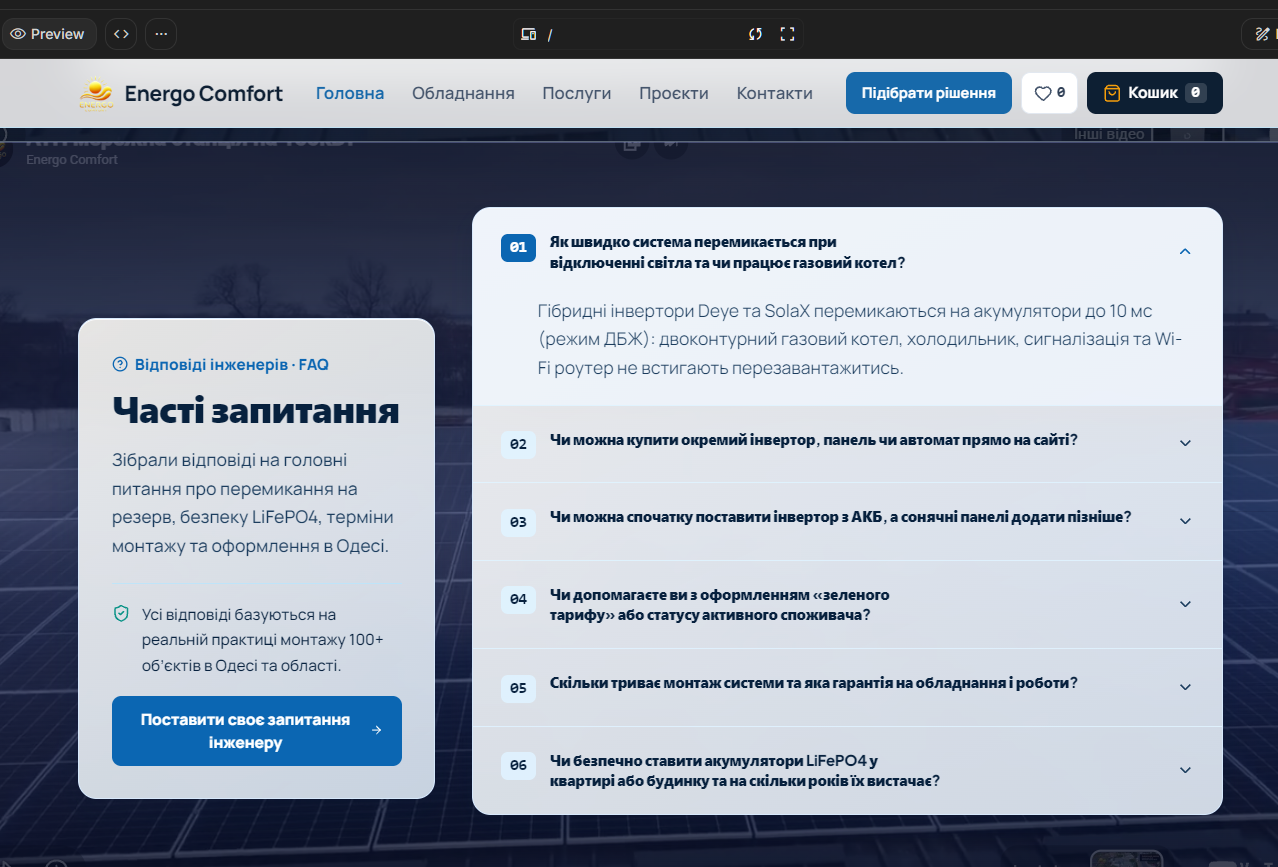 Preview
/
Energo Comfort
Головна
Обладнання
Послуги
Проєкти
Контакти
Підібрати рішення
0
Кошик 0
Інші відео
Energo Comfort
Відповіді інженерів · FAQ
Часті запитання
Зібрали відповіді на головні
питання про перемикання на
резерв, безпеку LiFePO4, терміни
монтажу та оформлення в Одесі.
Усі відповіді базуються на
реальній практиці монтажу 100+
об'єктів в Одесі та області.
Поставити своє запитання
інженеру
01
Як швидко система перемикається при
відключенні світла та чи працює газовий котел?
Гібридні інвертори Deye та SolaX перемикаються на акумулятори до 10 мс
(режим ДБЖ): двоконтурний газовий котел, холодильник, сигналізація та Wi-
Fi роутер не встигають перезавантажитись.
02
Чи можна купити окремий інвертор, панель чи автомат прямо на сайті?
03
Чи можна спочатку поставити інвертор з АКБ, а сонячні панелі додати пізніше?
04
Чи допомагаєте ви з оформленням «зеленого
тарифу» або статусу активного споживача?
05
Скільки триває монтаж системи та яка гарантія на обладнання і роботи?
06
Чи безпечно ставити акумулятори LiFePO4 у
квартирі або будинку та на скільки років їх вистачає?